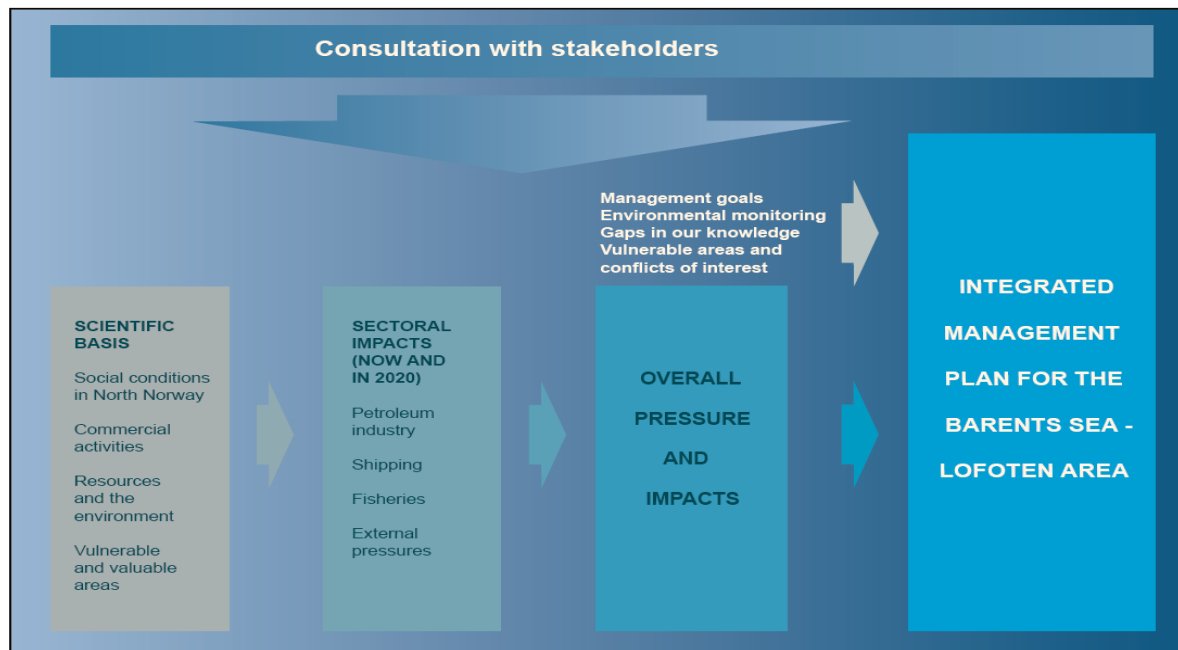 Consultation with stakeholders
Management goals
Environmental monitoring
Gaps in our knowledge
Vulnerable areas and
conflicts of interest
SCIENTIFIC
BASIS
Social conditions
in North Norway
Commercial
activities
Resources
and the
environment
Vulnerable
and valuable
areas
SECTORAL
IMPACTS
(NOW AND
IN 2020)
Petroleum
industry
Shipping
Fisheries
External
pressures
OVERALL
PRESSURE
AND
IMPACTS
INTEGRATED
MANAGEMENT
PLAN FOR THE
BARENTS SEA -
LOFOTEN AREA